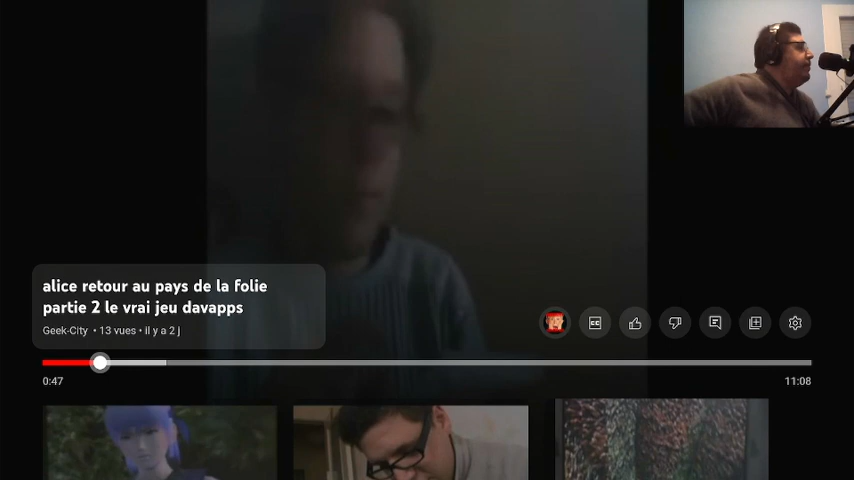 alice retour au pays de la folie
partie 2 le vrai jeu davapps
Geek-City • 13 vues • il y a 2 j
CC
0:47
11:08